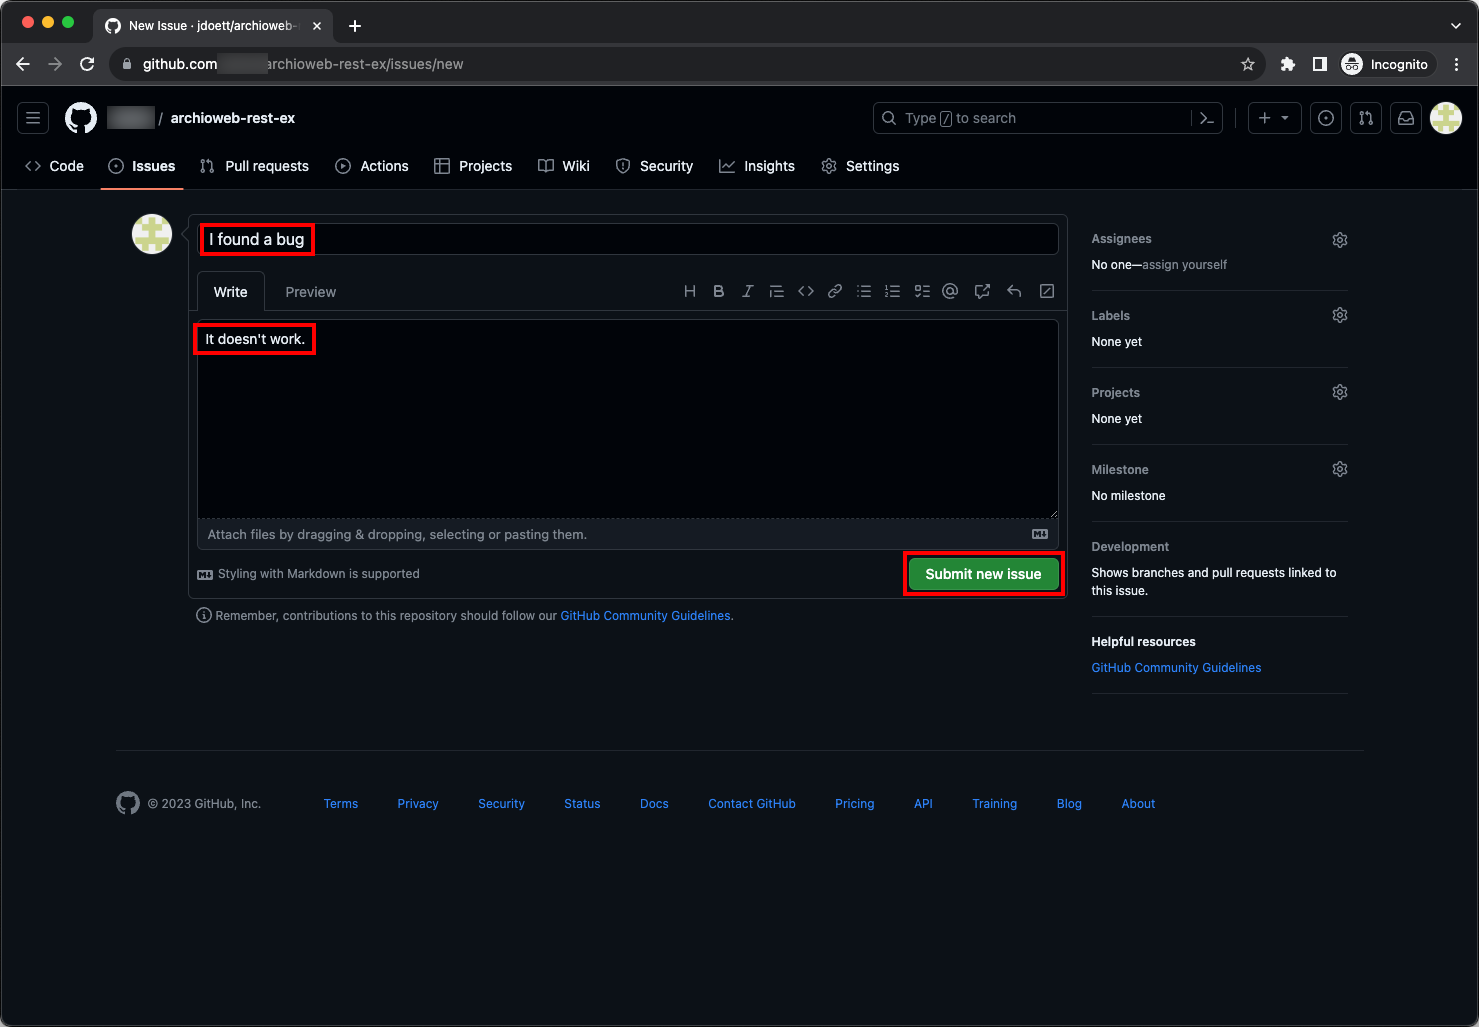 New Issue · jdoett/archioweb-
github.com archioweb-rest-ex/issues/new
Incognito
/ archioweb-rest-ex
Type / to search
Code Issues Pull requests Actions Projects Wiki Security Insights Settings
I found a bug
Write Preview
It doesn't work.
Attach files by dragging & dropping, selecting or pasting them.
Styling with Markdown is supported
Submit new issue
Remember, contributions to this repository should follow our GitHub Community Guidelines.
Assignees
No one—assign yourself
Labels
None yet
Projects
None yet
Milestone
No milestone
Development
Shows branches and pull requests linked to
this issue.
Helpful resources
GitHub Community Guidelines
© 2023 GitHub, Inc. Terms Privacy Security Status Docs Contact GitHub Pricing API Training Blog About